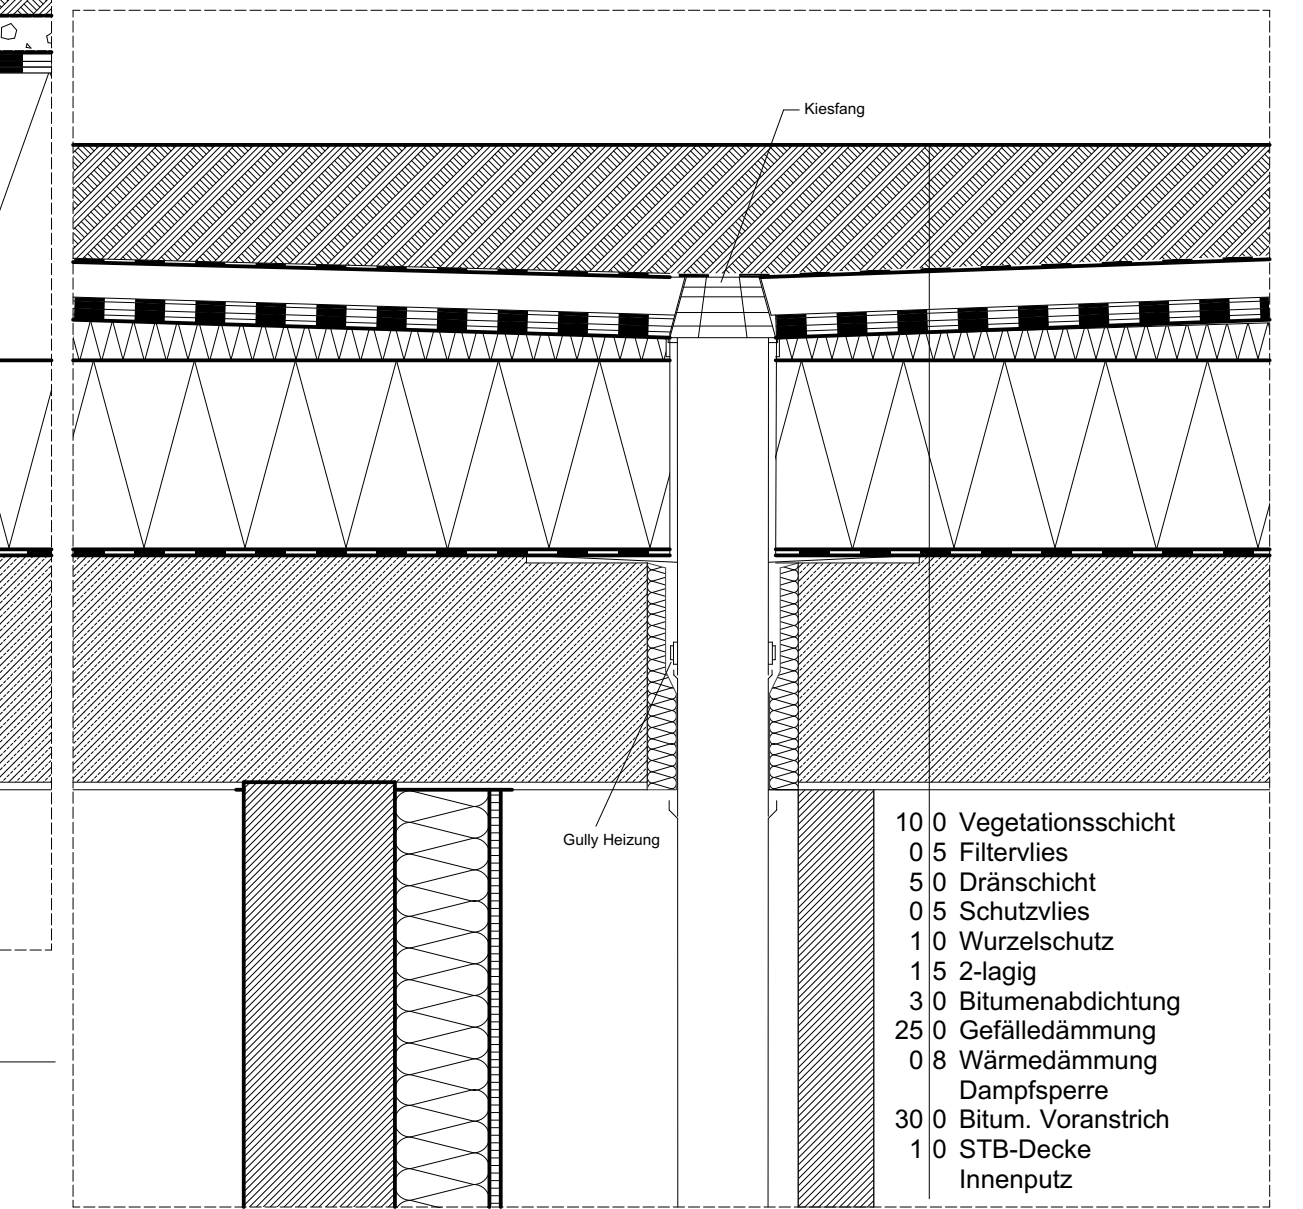 Kiesfang
Gully Heizung
10 0 Vegetationsschicht
0 5 Filtervlies
5 0 Dränschicht
0 5 Schutzvlies
1 0 Wurzelschutz
1 5 2-lagig
3 0 Bitumenabdichtung
25 0 Gefälledämmung
0 8 Wärmedämmung
Dampfsperre
30 0 Bitum. Voranstrich
1 0 STB-Decke
Innenputz